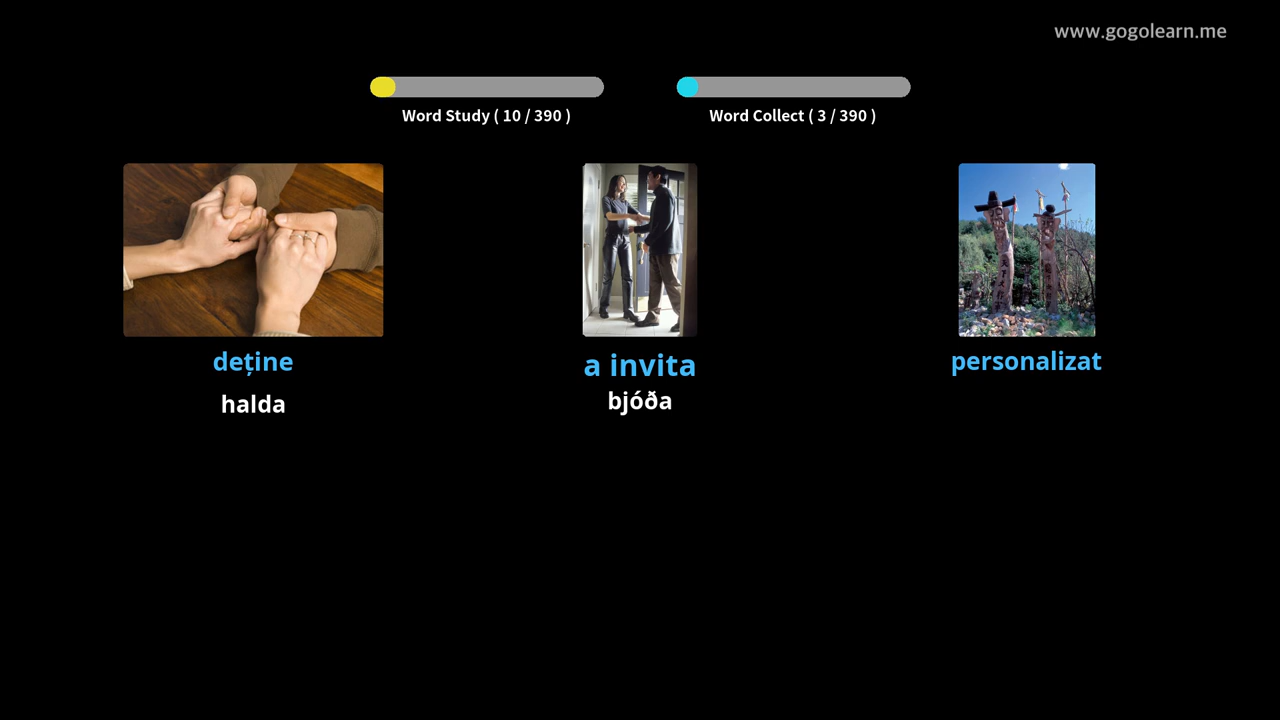 www.gogolearn.me
Word Study ( 10 / 390 )
Word Collect ( 3 / 390 )
deține
a invita
personalizat
halda
bjóða